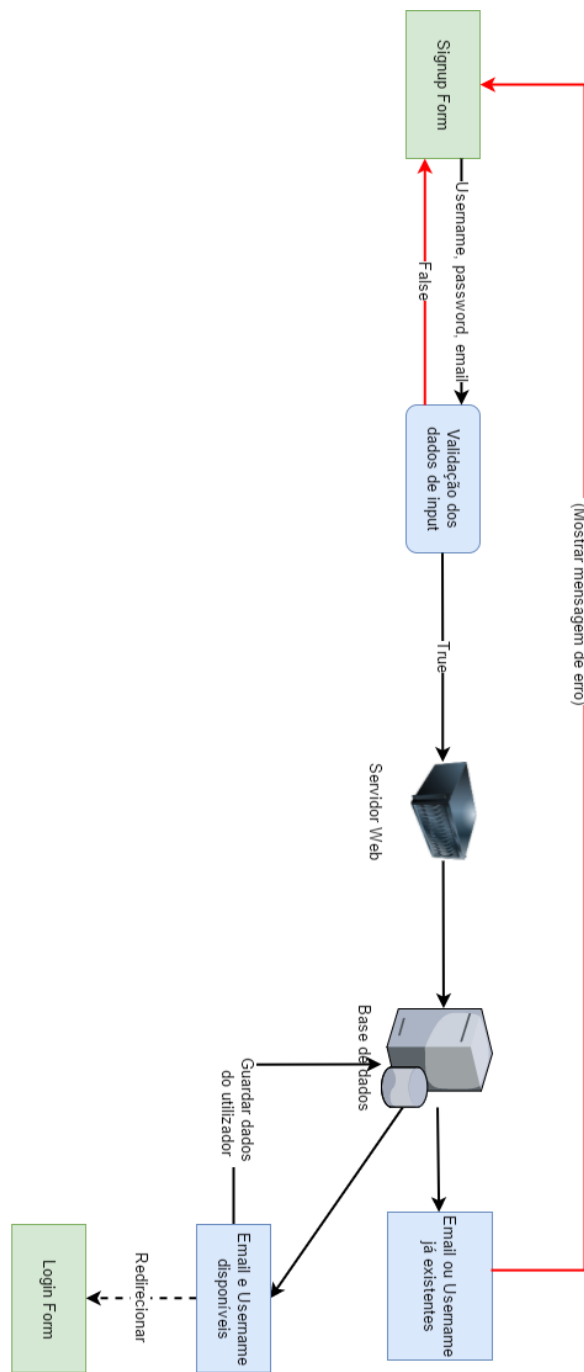 Signup Form
Username, password, email
False
Validação dos
dados de input
True
Servidor Web
Base de dados
(Mostrar mensagem de erro)
Email ou Username
já existentes
Guardar dados
do utilizador
Email e Username
disponíveis
Redirecionar
Login Form